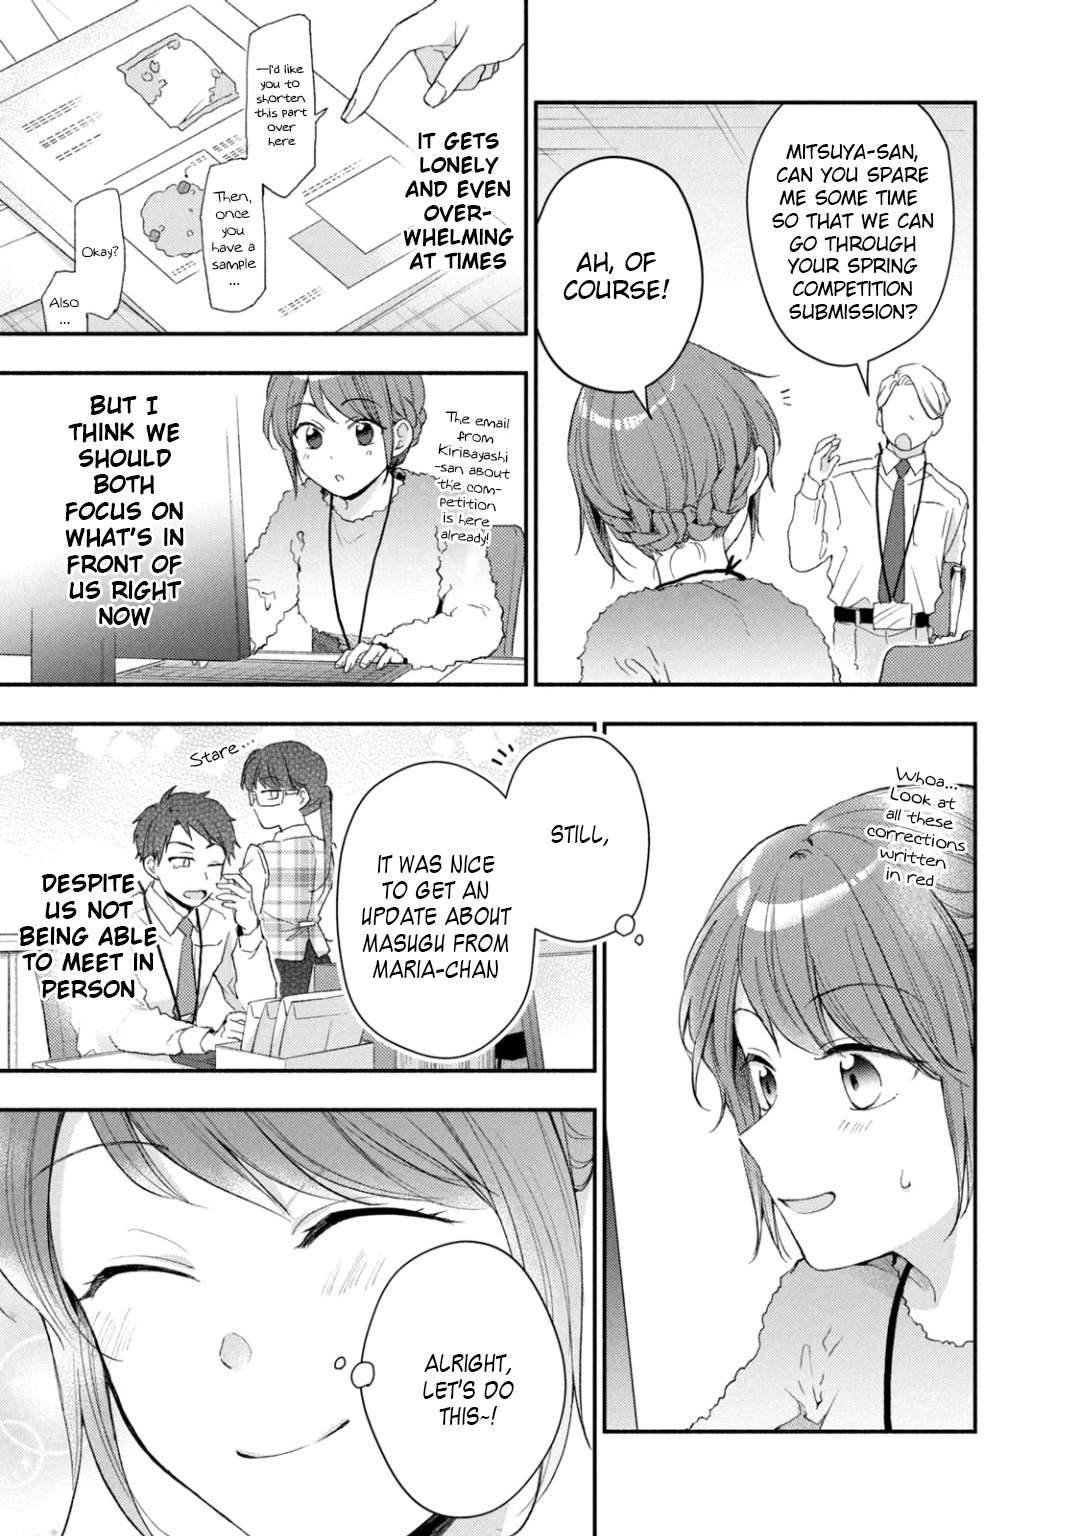 MITSUYA-SAN,
CAN YOU SPARE
ME SOME TIME
SO THAT WE CAN
GO THROUGH
YOUR SPRING
COMPETITION
SUBMISSION?
AH, OF
COURSE!
—I'd like
you to
shorten
this part
over
here
Then,
once
you
have a
sample
...
Okay?
Also
...
IT GETS
LONELY
AND EVEN
OVER-
WHELMING
AT TIMES
The email
from
Kiribayashi
-san about
the com-
petition
is here
already!
BUT I
THINK WE
SHOULD
BOTH
FOCUS ON
WHAT'S IN
FRONT OF
US RIGHT
NOW
Whoa...
Look at
all these
corrections
written
in red
STILL,
IT WAS NICE
TO GET AN
UPDATE ABOUT
MASUGU FROM
MARIA-CHAN
Stare...
DESPITE
US NOT
BEING ABLE
TO MEET IN
PERSON
ALRIGHT,
LET'S DO
THIS~!